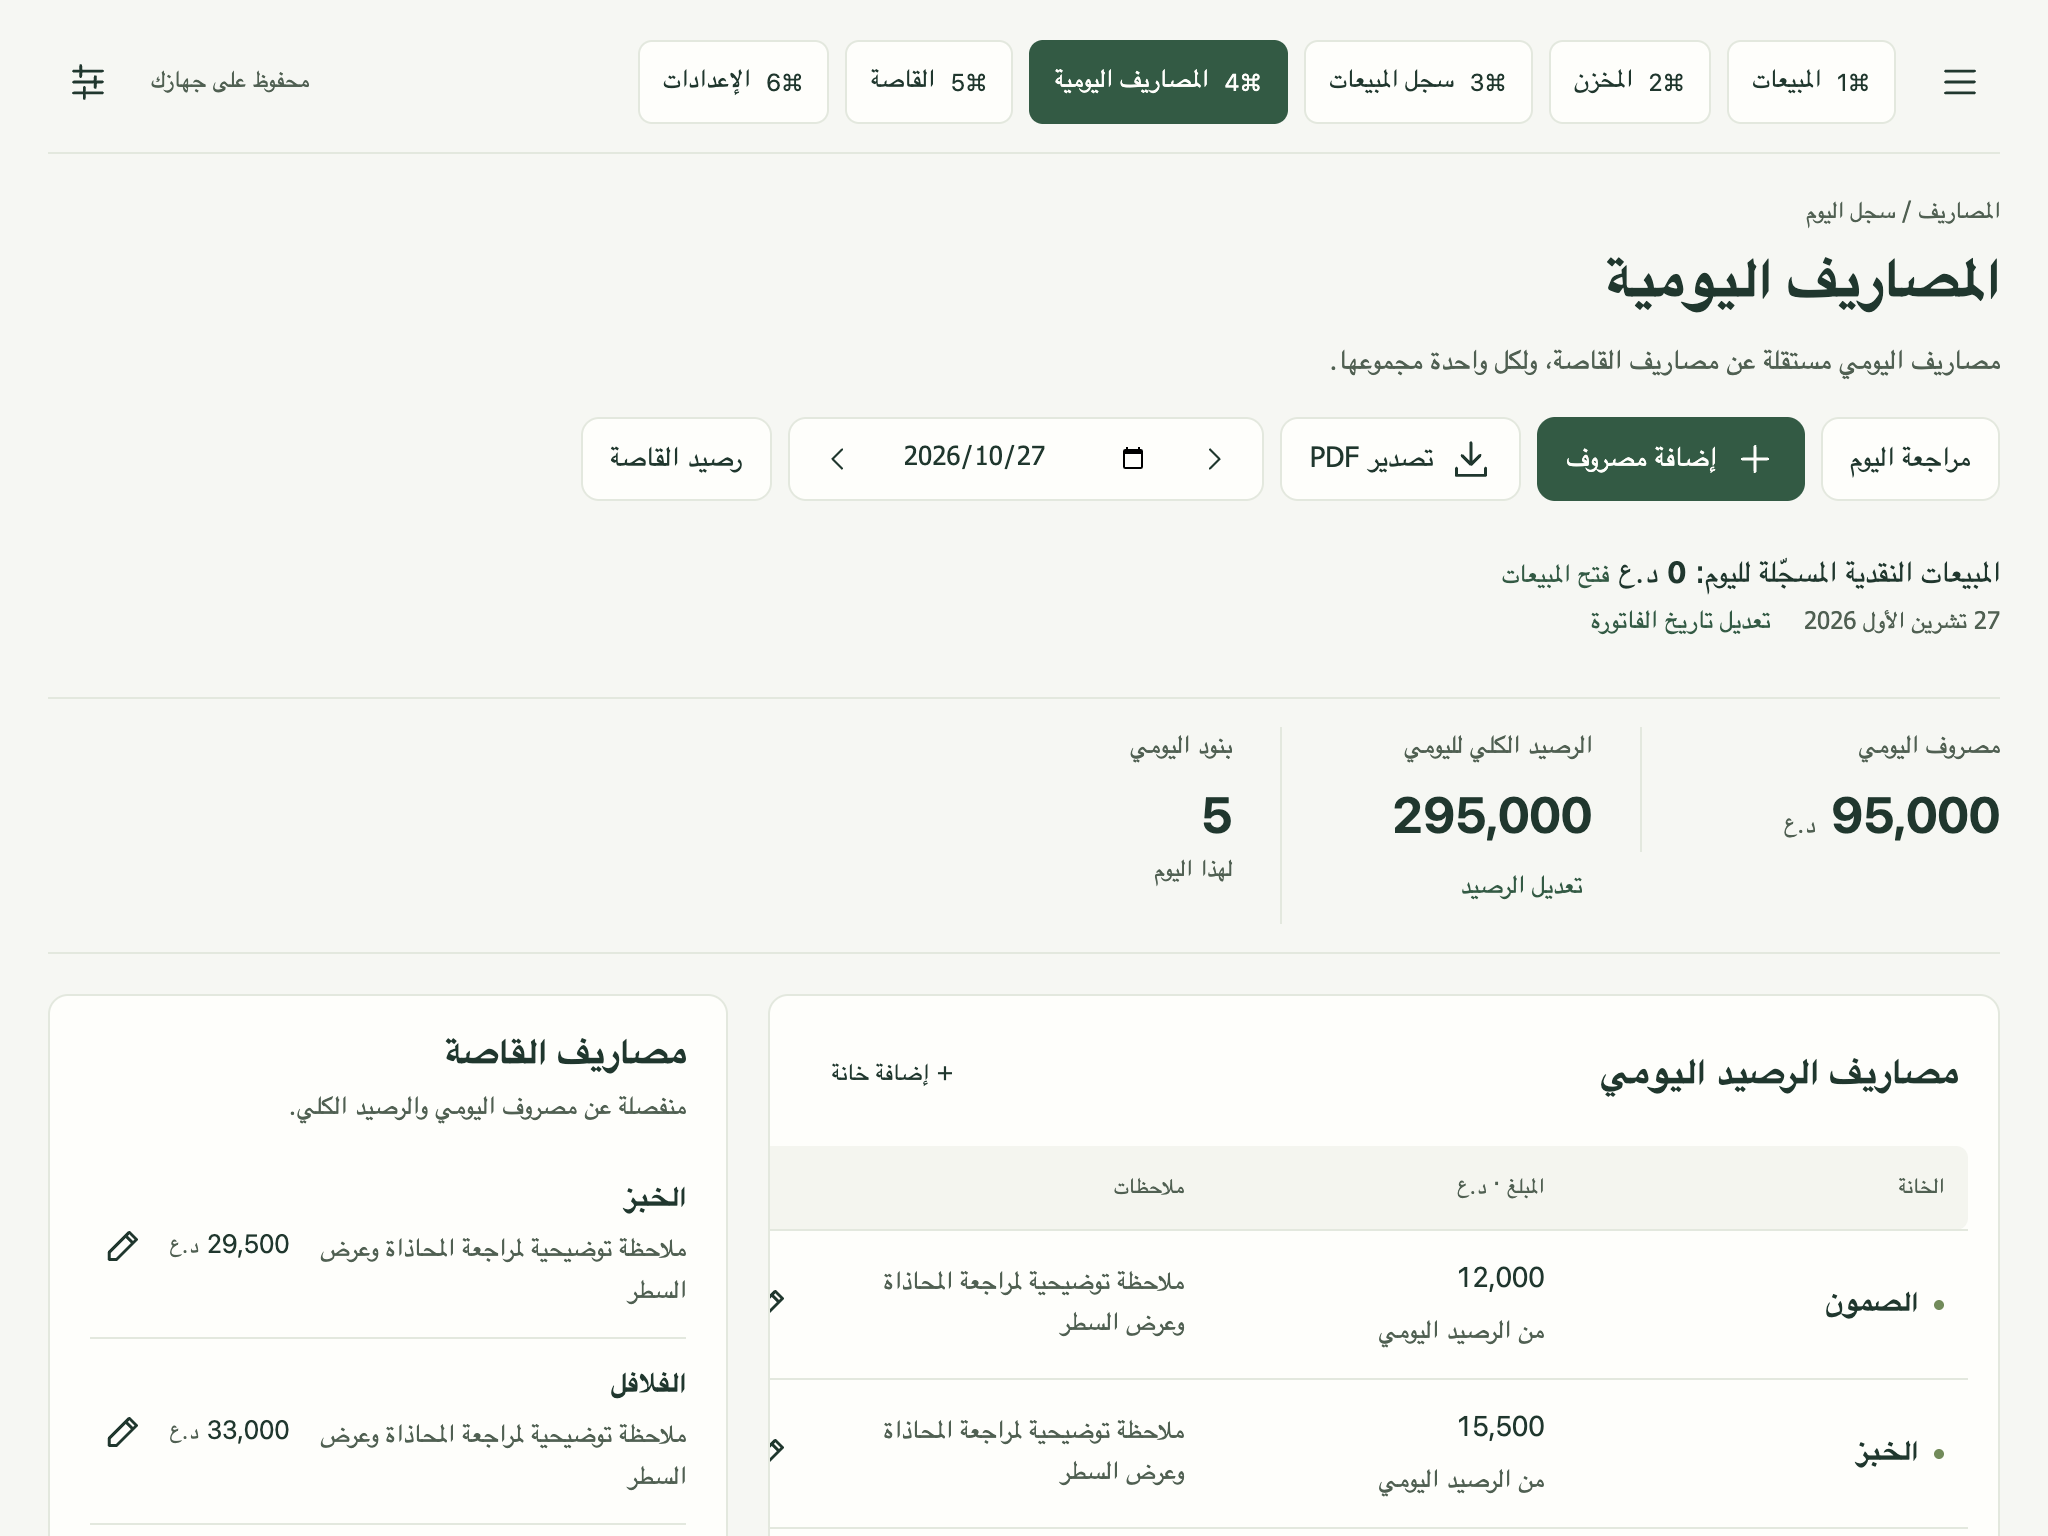 ⌘1 المبيعات
⌘2 المخزن
⌘3 سجل المبيعات
⌘4 المصاريف اليومية
⌘5 القاصة
⌘6 الإعدادات
محفوظ على جهازك
المصاريف / سجل اليوم
المصاريف اليومية
مصاريف اليومي مستقلة عن مصاريف القاصة، ولكل واحدة مجموعها.
مراجعة اليوم
إضافة مصروف
تصدير PDF
2026/10/27
رصيد القاصة
المبيعات النقدية المسجّلة لليوم: 0 د.ع فتح المبيعات
27 تشرين الأول 2026 تعديل تاريخ الفاتورة
مصروف اليومي
95,000 د.ع
الرصيد الكلي لليومي
295,000
تعديل الرصيد
بنود اليومي
5
لهذا اليوم
مصاريف الرصيد اليومي
+ إضافة خانة
الخانة
المبلغ · د.ع
ملاحظات
الصمون
12,000
من الرصيد اليومي
ملاحظة توضيحية لمراجعة المحاذاة
وعرض السطر
الخبز
15,500
من الرصيد اليومي
ملاحظة توضيحية لمراجعة المحاذاة
وعرض السطر
مصاريف القاصة
منفصلة عن مصروف اليومي والرصيد الكلي.
الخبز
ملاحظة توضيحية لمراجعة المحاذاة وعرض
السطر
29,500 د.ع
الفلافل
ملاحظة توضيحية لمراجعة المحاذاة وعرض
السطر
33,000 د.ع